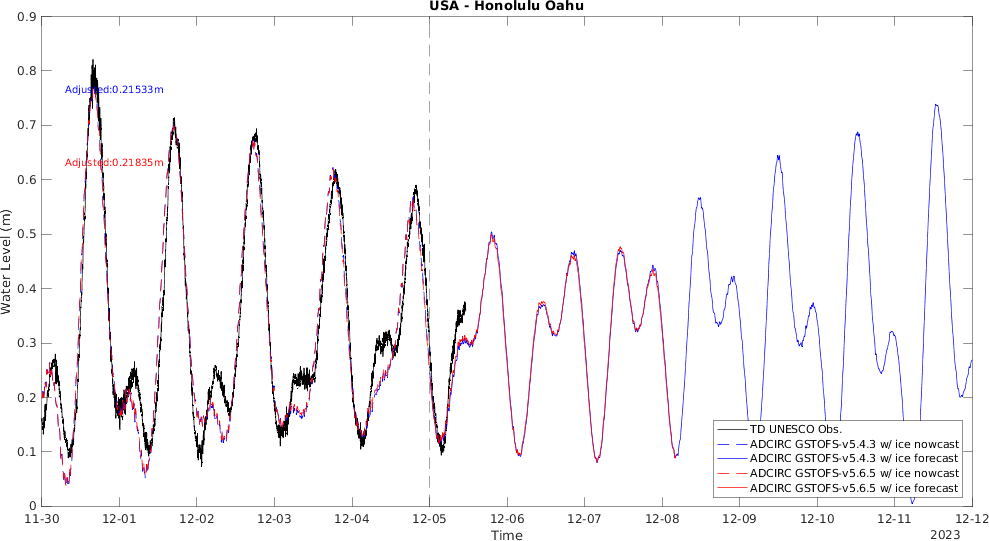 USA - Honolulu Oahu
0.9
0.8
0.7
0.6
0.5
0.4
0.3
0.2
0.1
0
Water Level (m)
Adjusted:0.21533m
Adjusted:0.21835m
TD UNESCO Obs.
ADCIRC GSTOFS-v5.4.3 w/ ice nowcast
ADCIRC GSTOFS-v5.4.3 w/ ice forecast
ADCIRC GSTOFS-v5.6.5 w/ ice nowcast
ADCIRC GSTOFS-v5.6.5 w/ ice forecast
11-30 12-01 12-02 12-03 12-04 12-05 12-06 12-07 12-08 12-09 12-10 12-11 12-12
Time
2023